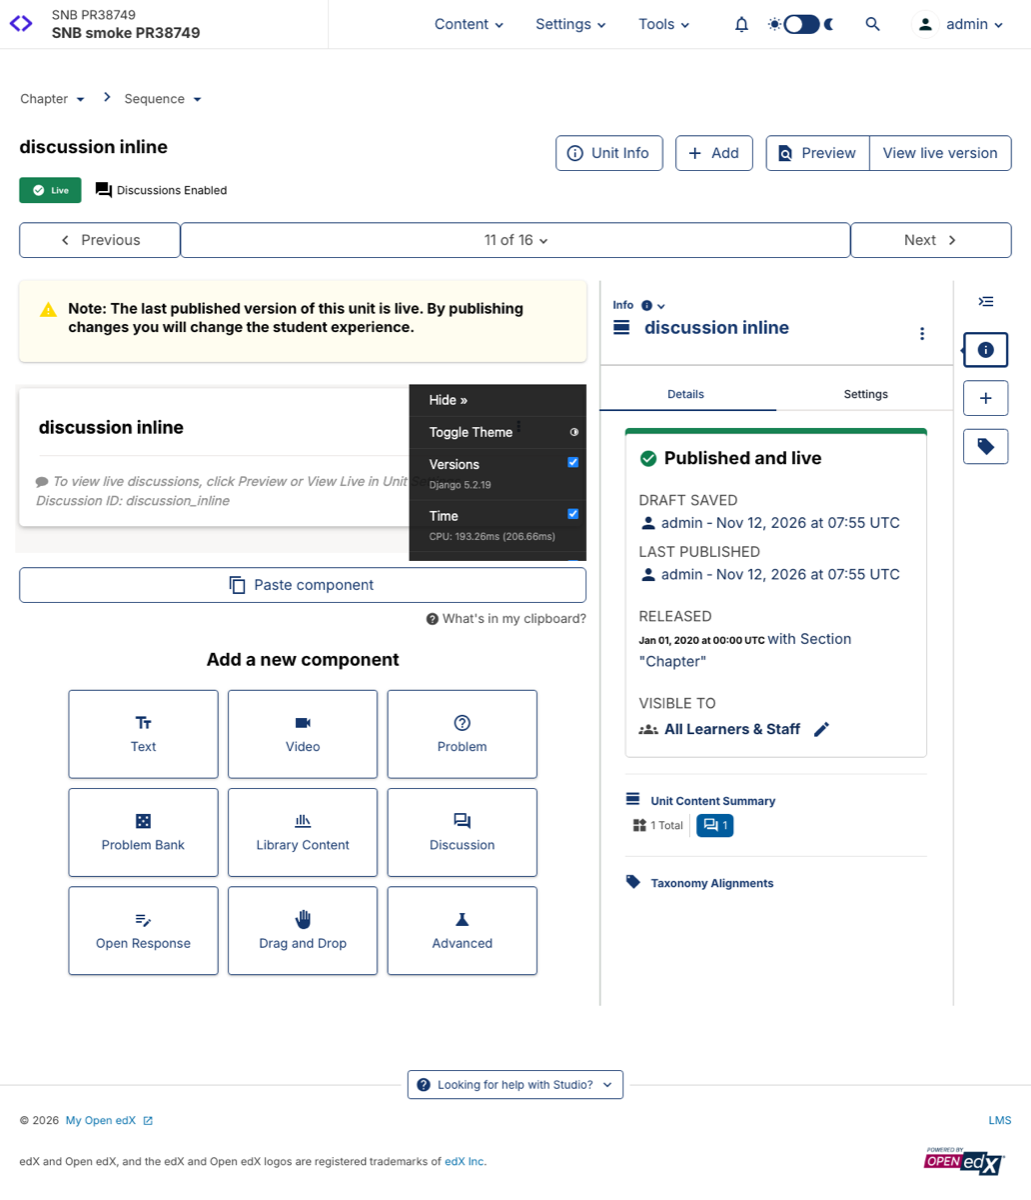 SNB PR38749
SNB smoke PR38749
Content
Settings
Tools
admin
Chapter
Sequence
discussion inline
Unit Info
Add
Preview
View live version
Live
Discussions Enabled
Previous
11 of 16
Next
Note: The last published version of this unit is live. By publishing
changes you will change the student experience.
discussion inline
To view live discussions, click Preview or View Live in Unit
Discussion ID: discussion_inline
Hide »
Toggle Theme
Versions
Django 5.2.19
Time
CPU: 193.26ms (206.66ms)
Paste component
What's in my clipboard?
Add a new component
Text
Video
Problem
Problem Bank
Library Content
Discussion
Open Response
Drag and Drop
Advanced
Info
discussion inline
Details
Settings
Published and live
DRAFT SAVED
admin - Nov 12, 2026 at 07:55 UTC
LAST PUBLISHED
admin - Nov 12, 2026 at 07:55 UTC
RELEASED
Jan 01, 2020 at 00:00 UTC with Section
"Chapter"
VISIBLE TO
All Learners & Staff
Unit Content Summary
1 Total
1
Taxonomy Alignments
Looking for help with Studio?
© 2026 My Open edX
LMS
edX and Open edX, and the edX and Open edX logos are registered trademarks of edX Inc.
POWERED BY
OPEN edX